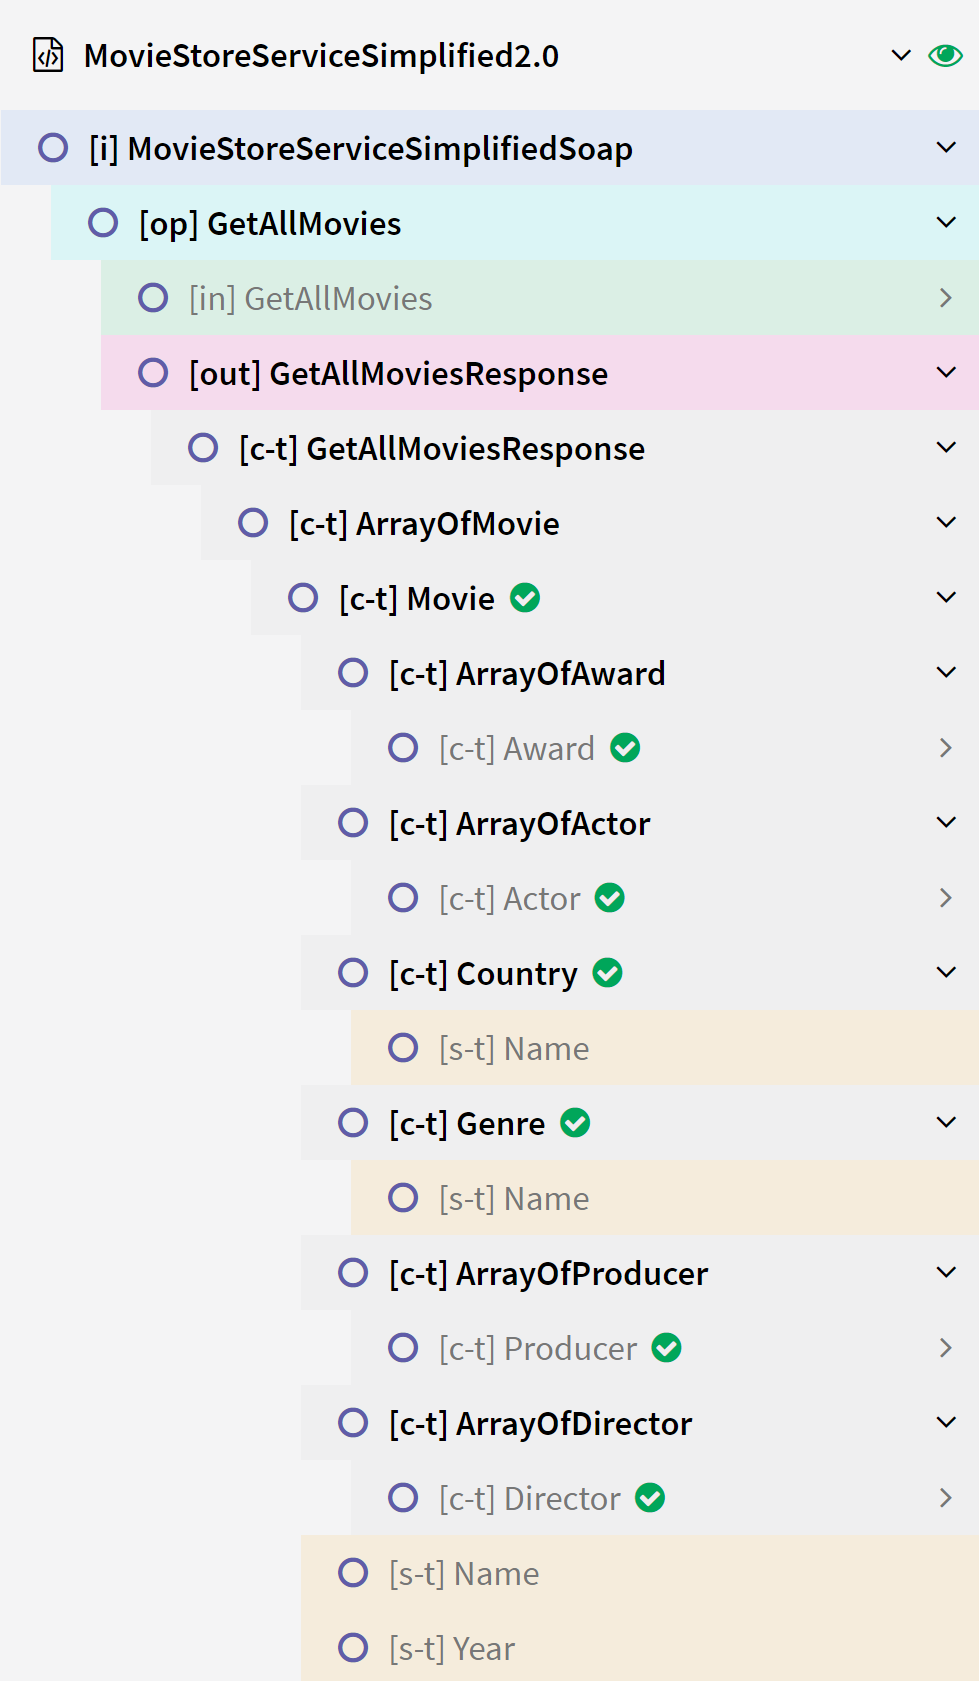 MovieStoreServiceSimplified2.0
[i] MovieStoreServiceSimplifiedSoap
[op] GetAllMovies
[in] GetAllMovies
[out] GetAllMoviesResponse
[c-t] GetAllMoviesResponse
[c-t] ArrayOfMovie
[c-t] Movie
[c-t] ArrayOfAward
[c-t] Award
[c-t] ArrayOfActor
[c-t] Actor
[c-t] Country
[s-t] Name
[c-t] Genre
[s-t] Name
[c-t] ArrayOfProducer
[c-t] Producer
[c-t] ArrayOfDirector
[c-t] Director
[s-t] Name
[s-t] Year